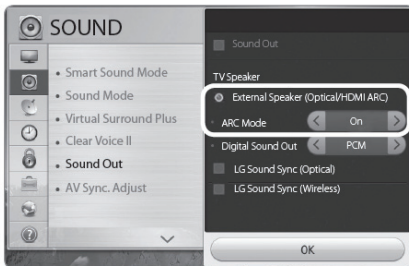 SOUND
• Smart Sound Mode
• Sound Mode
• Virtual Surround Plus
• Clear Voice II
• Sound Out
• AV Sync. Adjust
Sound Out
TV Speaker
External Speaker (Optical/HDMI ARC)
• ARC Mode < On >
• Digital Sound Out < PCM >
LG Sound Sync (Optical)
LG Sound Sync (Wireless)
OK